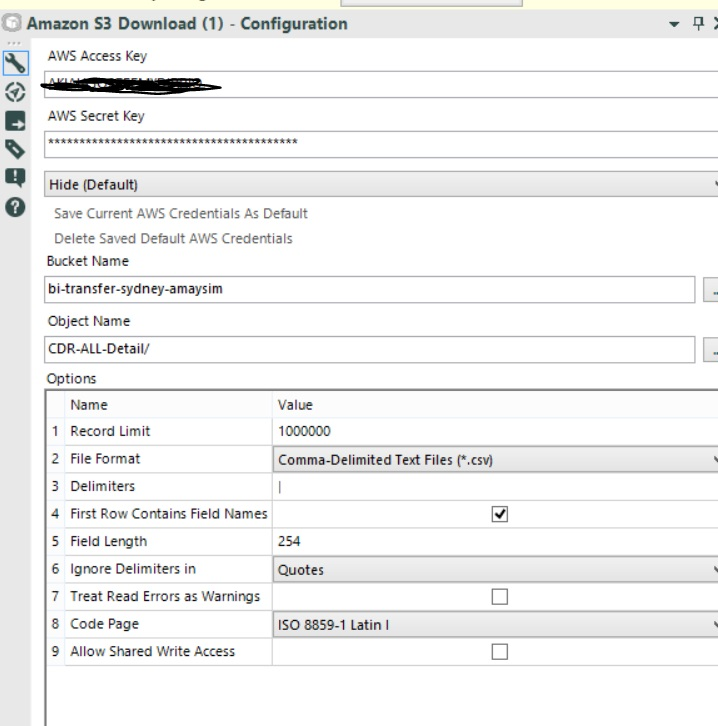 Amazon S3 Download (1) - Configuration
AWS Access Key
AWS Secret Key
****************************************
Hide (Default)
Save Current AWS Credentials As Default
Delete Saved Default AWS Credentials
Bucket Name
bi-transfer-sydney-amaysim
...
Object Name
CDR-ALL-Detail/
...
Options
Name Value
1 Record Limit 1000000
2 File Format Comma-Delimited Text Files (*.csv)
3 Delimiters |
4 First Row Contains Field Names
5 Field Length 254
6 Ignore Delimiters in Quotes
7 Treat Read Errors as Warnings
8 Code Page ISO 8859-1 Latin I
9 Allow Shared Write Access